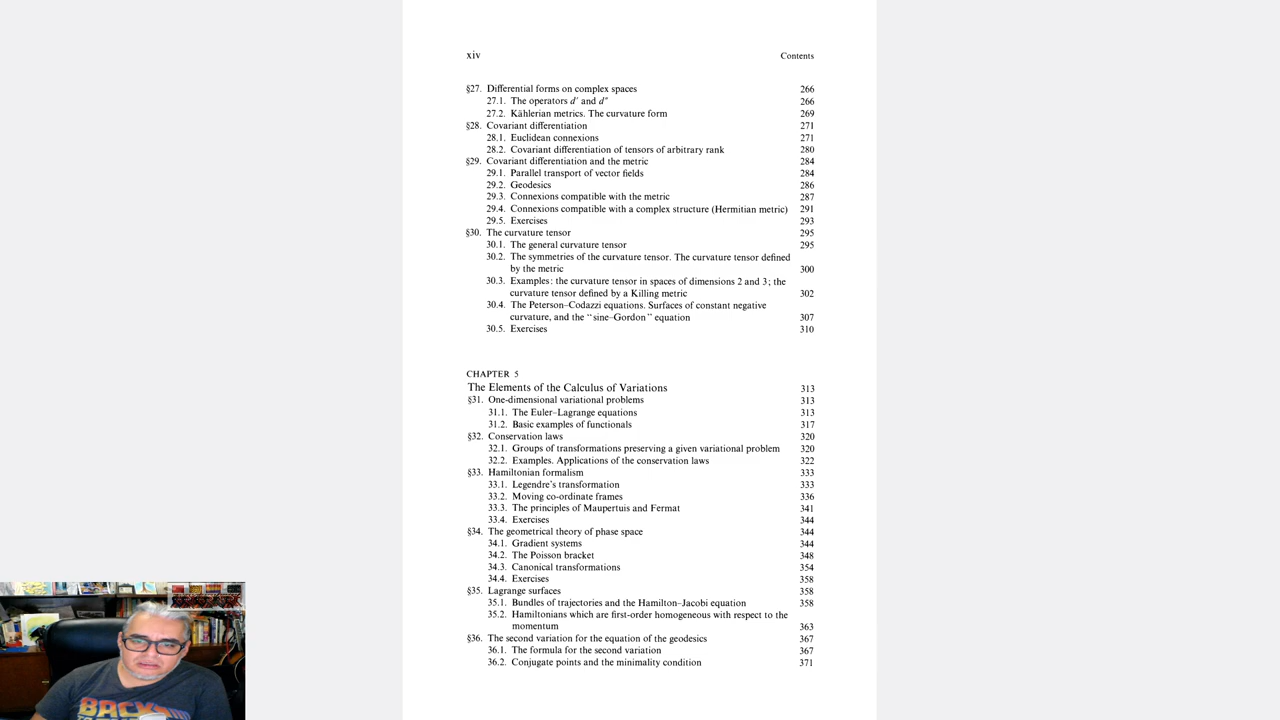 xiv Contents
§27. Differential forms on complex spaces 266
27.1. The operators d′ and d″ 266
27.2. Kählerian metrics. The curvature form 269
§28. Covariant differentiation 271
28.1. Euclidean connexions 271
28.2. Covariant differentiation of tensors of arbitrary rank 280
§29. Covariant differentiation and the metric 284
29.1. Parallel transport of vector fields 284
29.2. Geodesics 286
29.3. Connexions compatible with the metric 287
29.4. Connexions compatible with a complex structure (Hermitian metric) 291
29.5. Exercises 293
§30. The curvature tensor 295
30.1. The general curvature tensor 295
30.2. The symmetries of the curvature tensor. The curvature tensor defined
by the metric 300
30.3. Examples: the curvature tensor in spaces of dimensions 2 and 3; the
curvature tensor defined by a Killing metric 302
30.4. The Peterson–Codazzi equations. Surfaces of constant negative
curvature, and the "sine–Gordon" equation 307
30.5. Exercises 310
CHAPTER 5
The Elements of the Calculus of Variations 313
§31. One-dimensional variational problems 313
31.1. The Euler–Lagrange equations 313
31.2. Basic examples of functionals 317
§32. Conservation laws 320
32.1. Groups of transformations preserving a given variational problem 320
32.2. Examples. Applications of the conservation laws 322
§33. Hamiltonian formalism 333
33.1. Legendre's transformation 333
33.2. Moving co-ordinate frames 336
33.3. The principles of Maupertuis and Fermat 341
33.4. Exercises 344
§34. The geometrical theory of phase space 344
34.1. Gradient systems 344
34.2. The Poisson bracket 348
34.3. Canonical transformations 354
34.4. Exercises 358
§35. Lagrange surfaces 358
35.1. Bundles of trajectories and the Hamilton–Jacobi equation 358
35.2. Hamiltonians which are first-order homogeneous with respect to the
momentum 363
§36. The second variation for the equation of the geodesics 367
36.1. The formula for the second variation 367
36.2. Conjugate points and the minimality condition 371
BACK